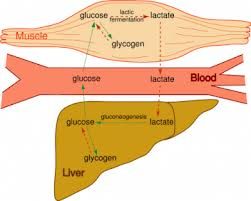 glucose
lactic
fermentation
lactate
Muscle
glycogen
glucose
lactate
Blood
glucose
gluconeogenesis
lactate
glycogen
Liver